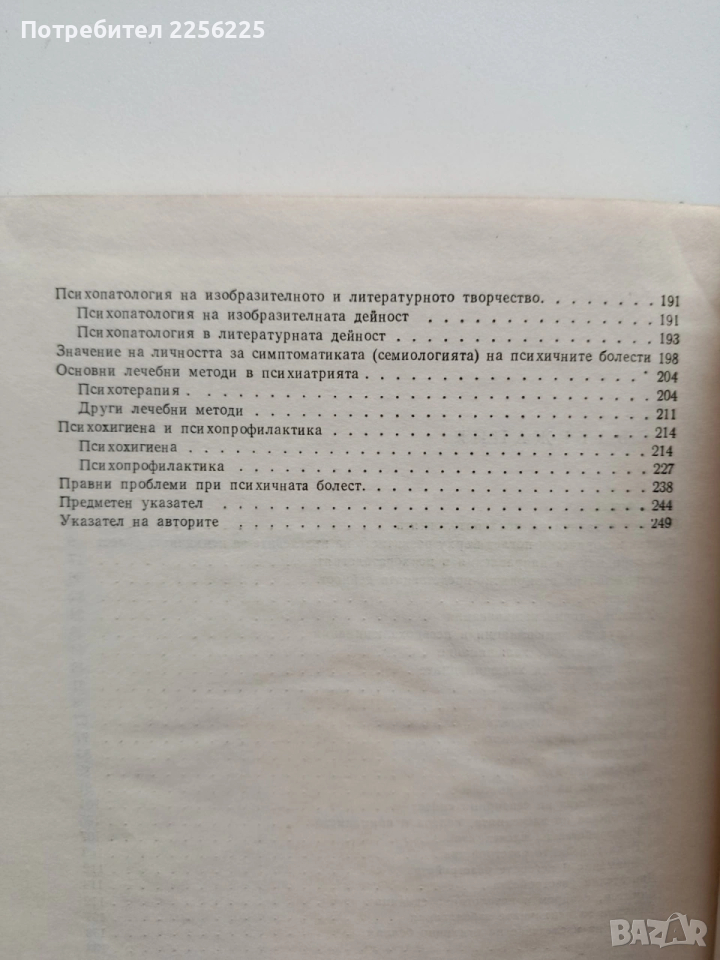 Потребител 2256225
Психопатология на изобразителното и литературното творчество. . . . . . . . 191
Психопатология на изобразителната дейност . . . . . . . . . . . . . 191
Психопатология в литературната дейност . . . . . . . . . . . . . . . 193
Значение на личността за симптоматиката (семиологията) на психичните болести 198
Основни лечебни методи в психиатрията . . . . . . . . . . . . . . . . . 204
Психотерапия . . . . . . . . . . . . . . . . . . . . . . . . . . . . 204
Други лечебни методи . . . . . . . . . . . . . . . . . . . . . . . . 211
Психохигиена и психопрофилактика . . . . . . . . . . . . . . . . . . . 214
Психохигиена . . . . . . . . . . . . . . . . . . . . . . . . . . . . 214
Психопрофилактика . . . . . . . . . . . . . . . . . . . . . . . . . 227
Правни проблеми при психичната болест. . . . . . . . . . . . . . . . . 238
Предметен указател . . . . . . . . . . . . . . . . . . . . . . . . . . 244
Указател на авторите . . . . . . . . . . . . . . . . . . . . . . . . . 249
BAZAR